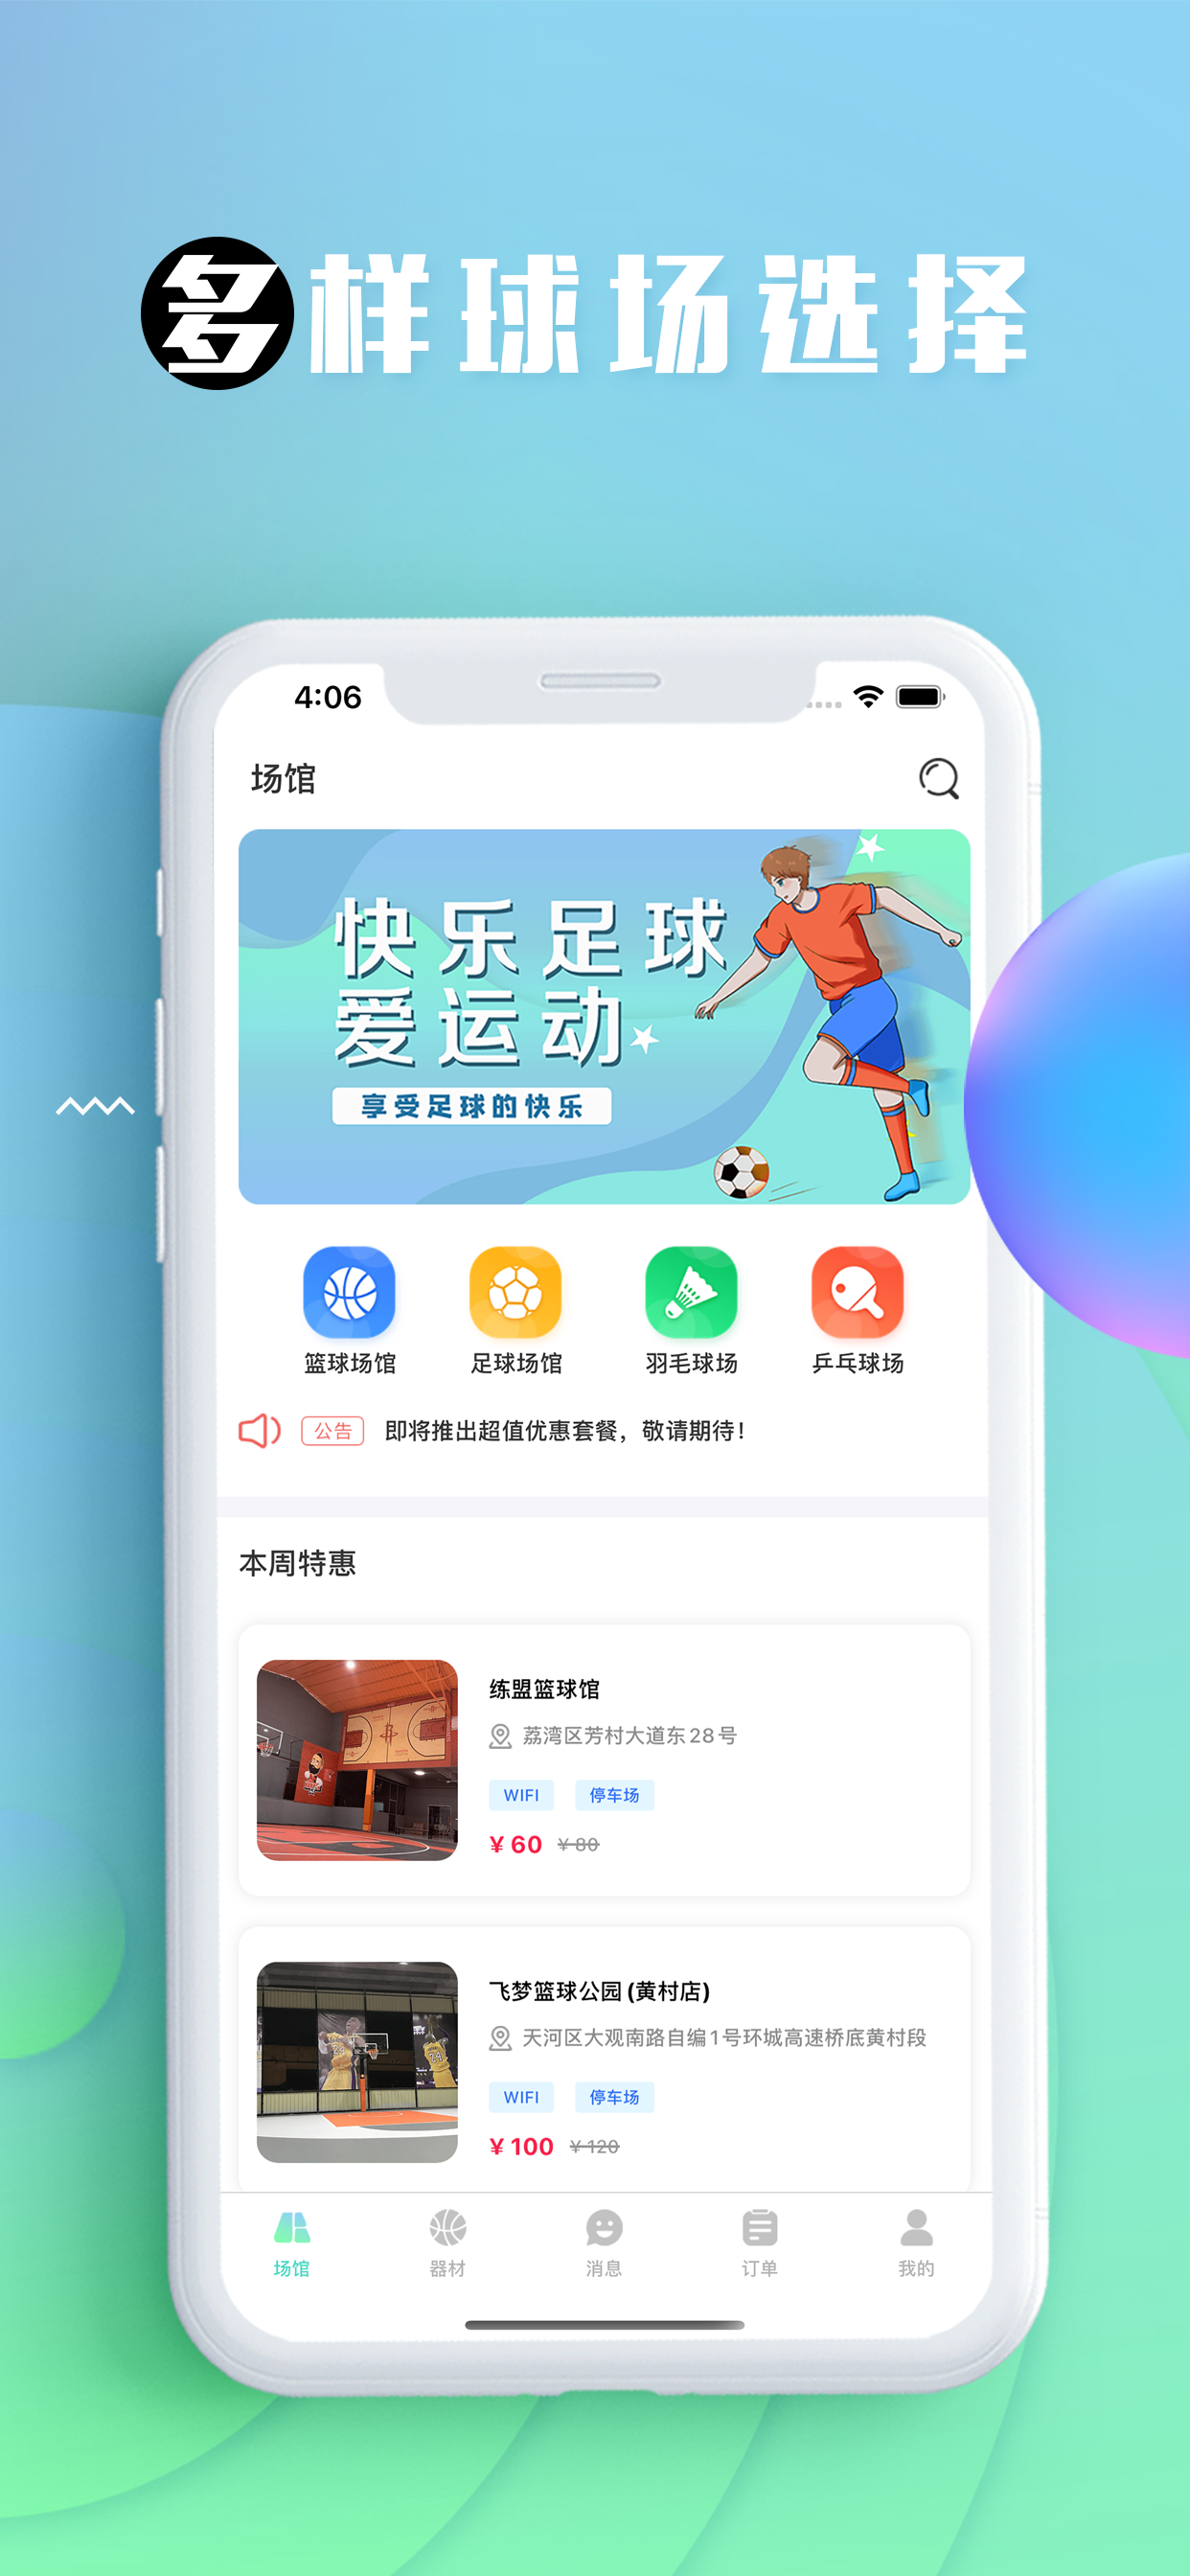 多样球场选择
4:06
场馆
快乐足球
爱运动
享受足球的快乐
篮球场馆 足球场馆 羽毛球场 乒乓球场
公告 即将推出超值优惠套餐，敬请期待！
本周特惠
练盟篮球馆
荔湾区芳村大道东28号
WIFI 停车场
¥ 60 ¥ 80
飞梦篮球公园(黄村店)
24 24
天河区大观南路自编1号环城高速桥底黄村段
WIFI 停车场
¥ 100 ¥ 120
场馆 器材 消息 订单 我的